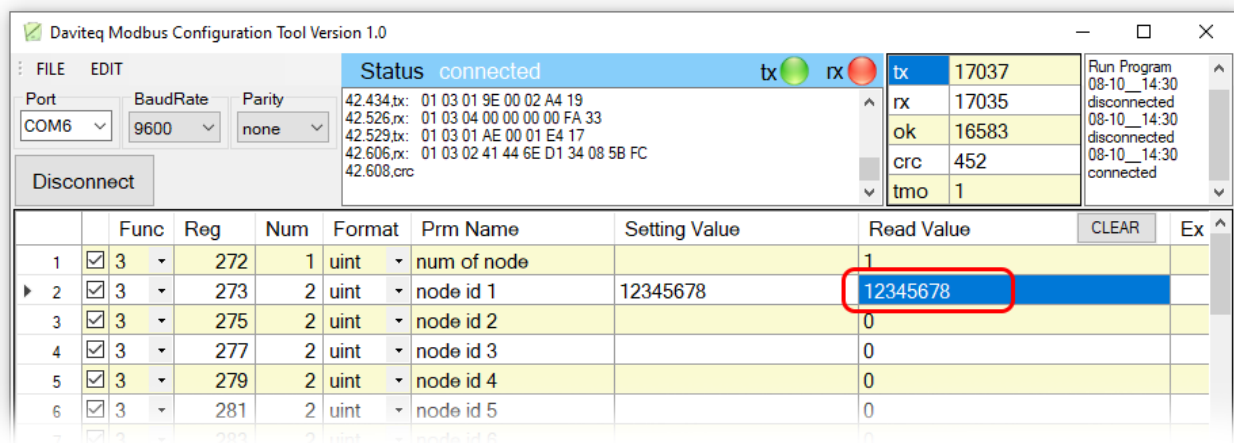 Daviteq Modbus Configuration Tool Version 1.0
FILE EDIT
Port BaudRate Parity
COM6 9600 none
Disconnect
Status connected tx rx
42.434,tx: 01 03 01 9E 00 02 A4 19
42.526,rx: 01 03 04 00 00 00 00 FA 33
42.529,tx: 01 03 01 AE 00 01 E4 17
42.606,rx: 01 03 02 41 44 6E D1 34 08 5B FC
42.608,crc
tx 17037
rx 17035
ok 16583
crc 452
tmo 1
Run Program
08-10__14:30
disconnected
08-10__14:30
disconnected
08-10__14:30
connected
Func Reg Num Format Prm Name Setting Value Read Value CLEAR Ex
1 3 272 1 uint num of node 1
2 3 273 2 uint node id 1 12345678 12345678
3 3 275 2 uint node id 2 0
4 3 277 2 uint node id 3 0
5 3 279 2 uint node id 4 0
6 3 281 2 uint node id 5 0
7 3 283 2 uint node id 6